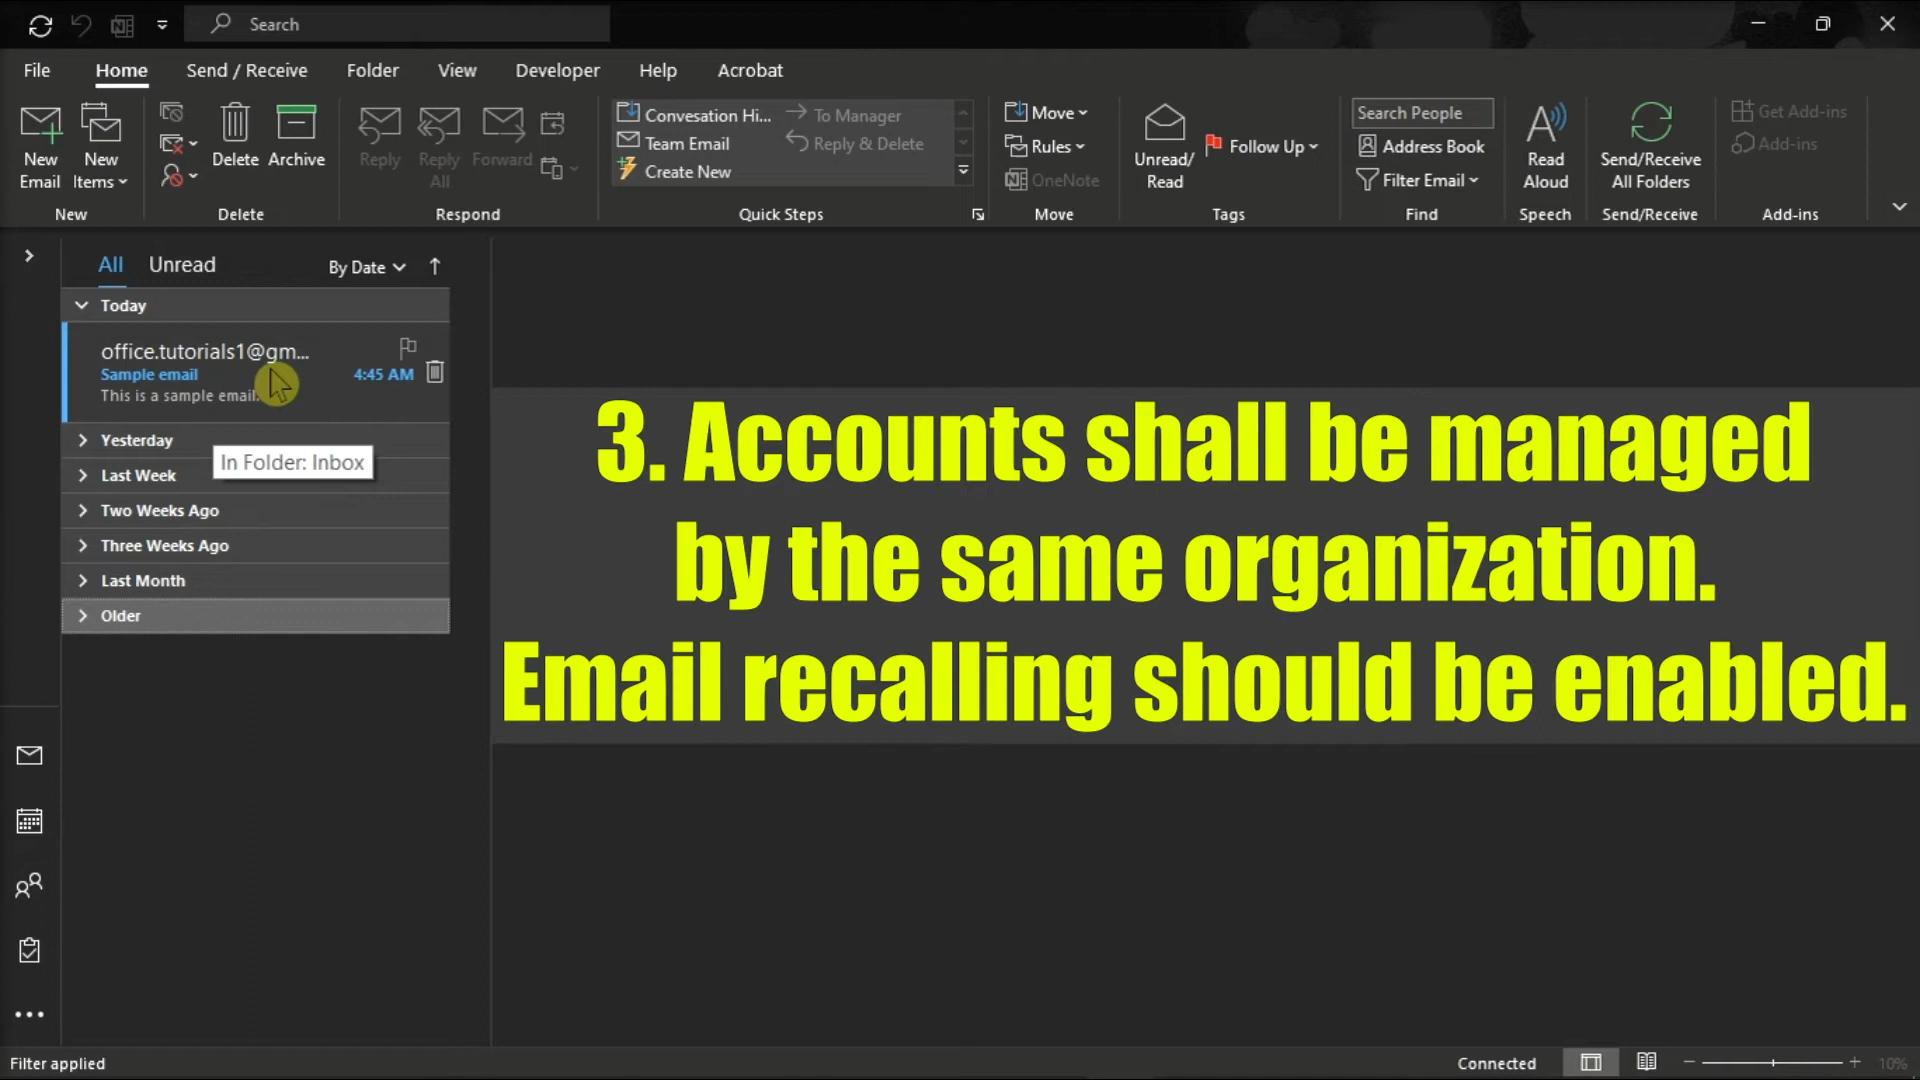 Search
File Home Send / Receive Folder View Developer Help Acrobat
New Email
New Items
Delete
Archive
Reply
Reply All
Forward
Convesation Hi... To Manager
Team Email Reply & Delete
Create New
Move
Rules
OneNote
Unread/ Read
Follow Up
Search People
Address Book
Filter Email
Read Aloud
Send/Receive All Folders
Get Add-ins
Add-ins
New Delete Respond Quick Steps Move Tags Find Speech Send/Receive Add-ins
All Unread By Date
Today
office.tutorials1@gm...
Sample email 4:45 AM
This is a sample email.
Yesterday
In Folder: Inbox
Last Week
Two Weeks Ago
Three Weeks Ago
Last Month
Older
3. Accounts shall be managed
by the same organization.
Email recalling should be enabled.
Filter applied Connected 10%